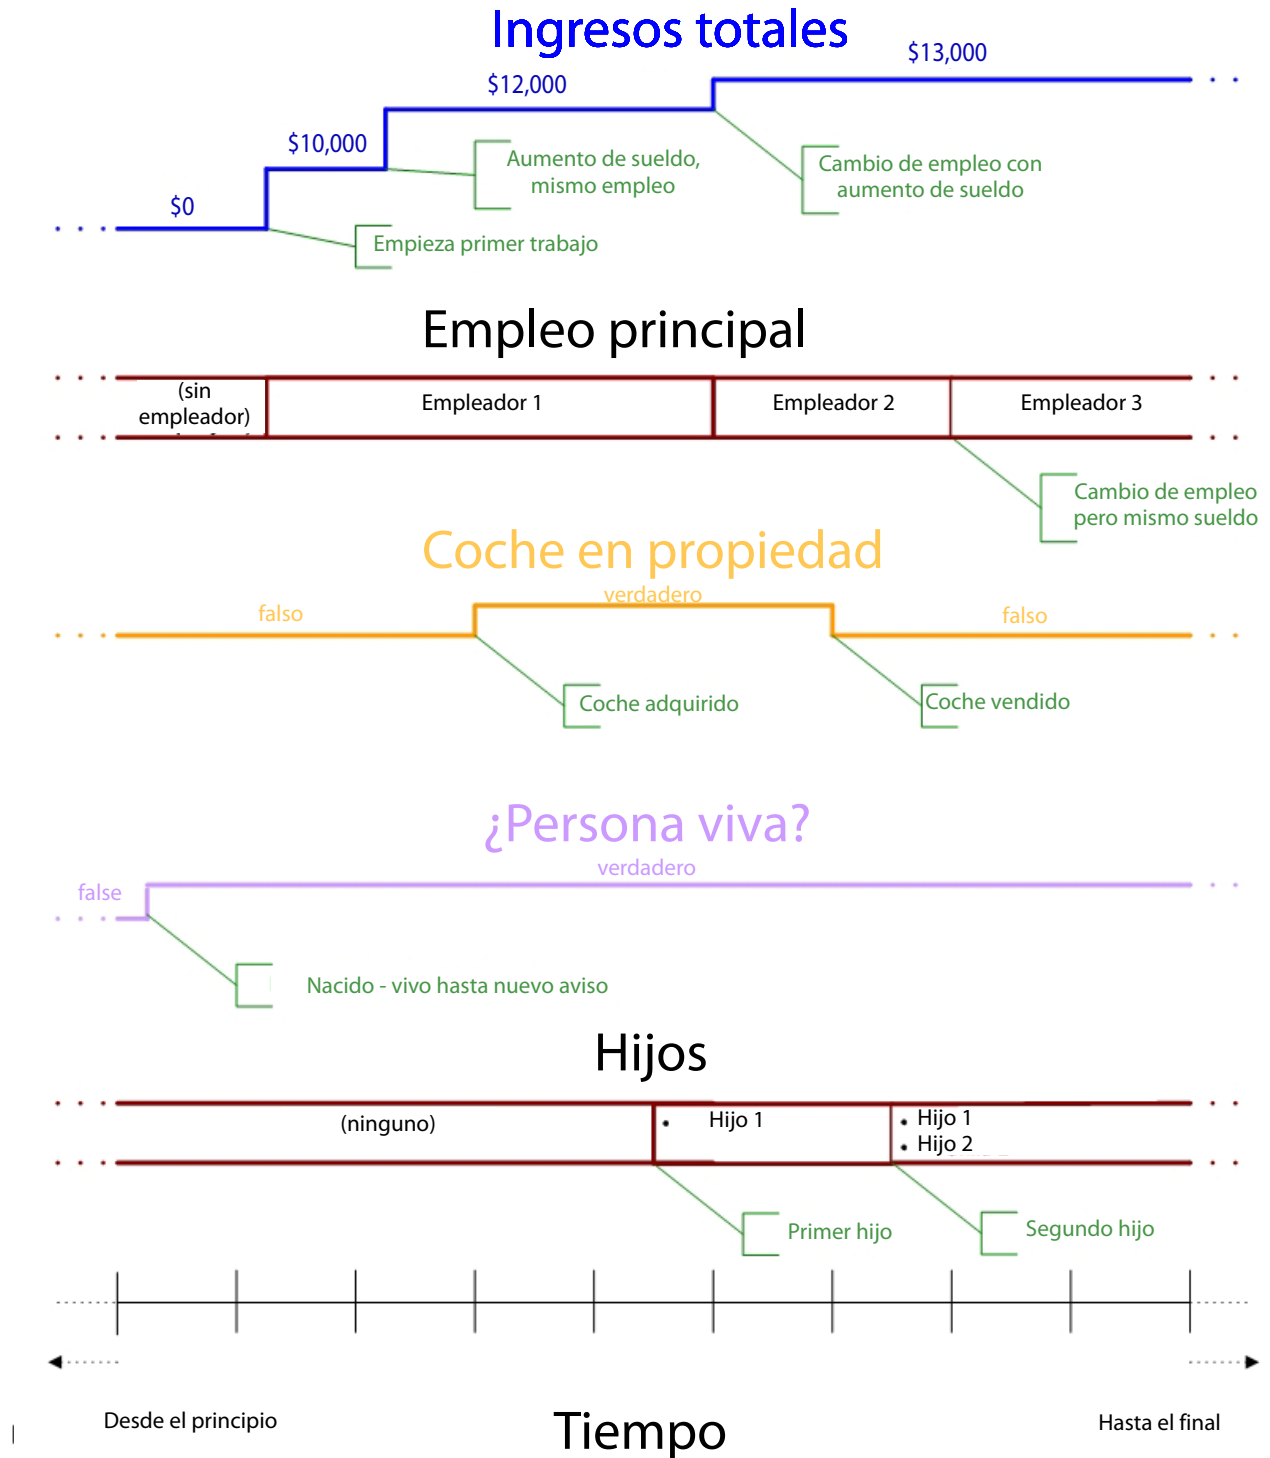 Ingresos totales
$13,000
$12,000
$10,000
Aumento de sueldo,
mismo empleo
Cambio de empleo con
aumento de sueldo
$0
Empieza primer trabajo
Empleo principal
(sin
empleador)
Empleador 1
Empleador 2
Empleador 3
Cambio de empleo
pero mismo sueldo
Coche en propiedad
verdadero
falso
falso
Coche adquirido
Coche vendido
¿Persona viva?
verdadero
false
Nacido - vivo hasta nuevo aviso
Hijos
(ninguno)
• Hijo 1
• Hijo 1
• Hijo 2
Primer hijo
Segundo hijo
Desde el principio
Tiempo
Hasta el final